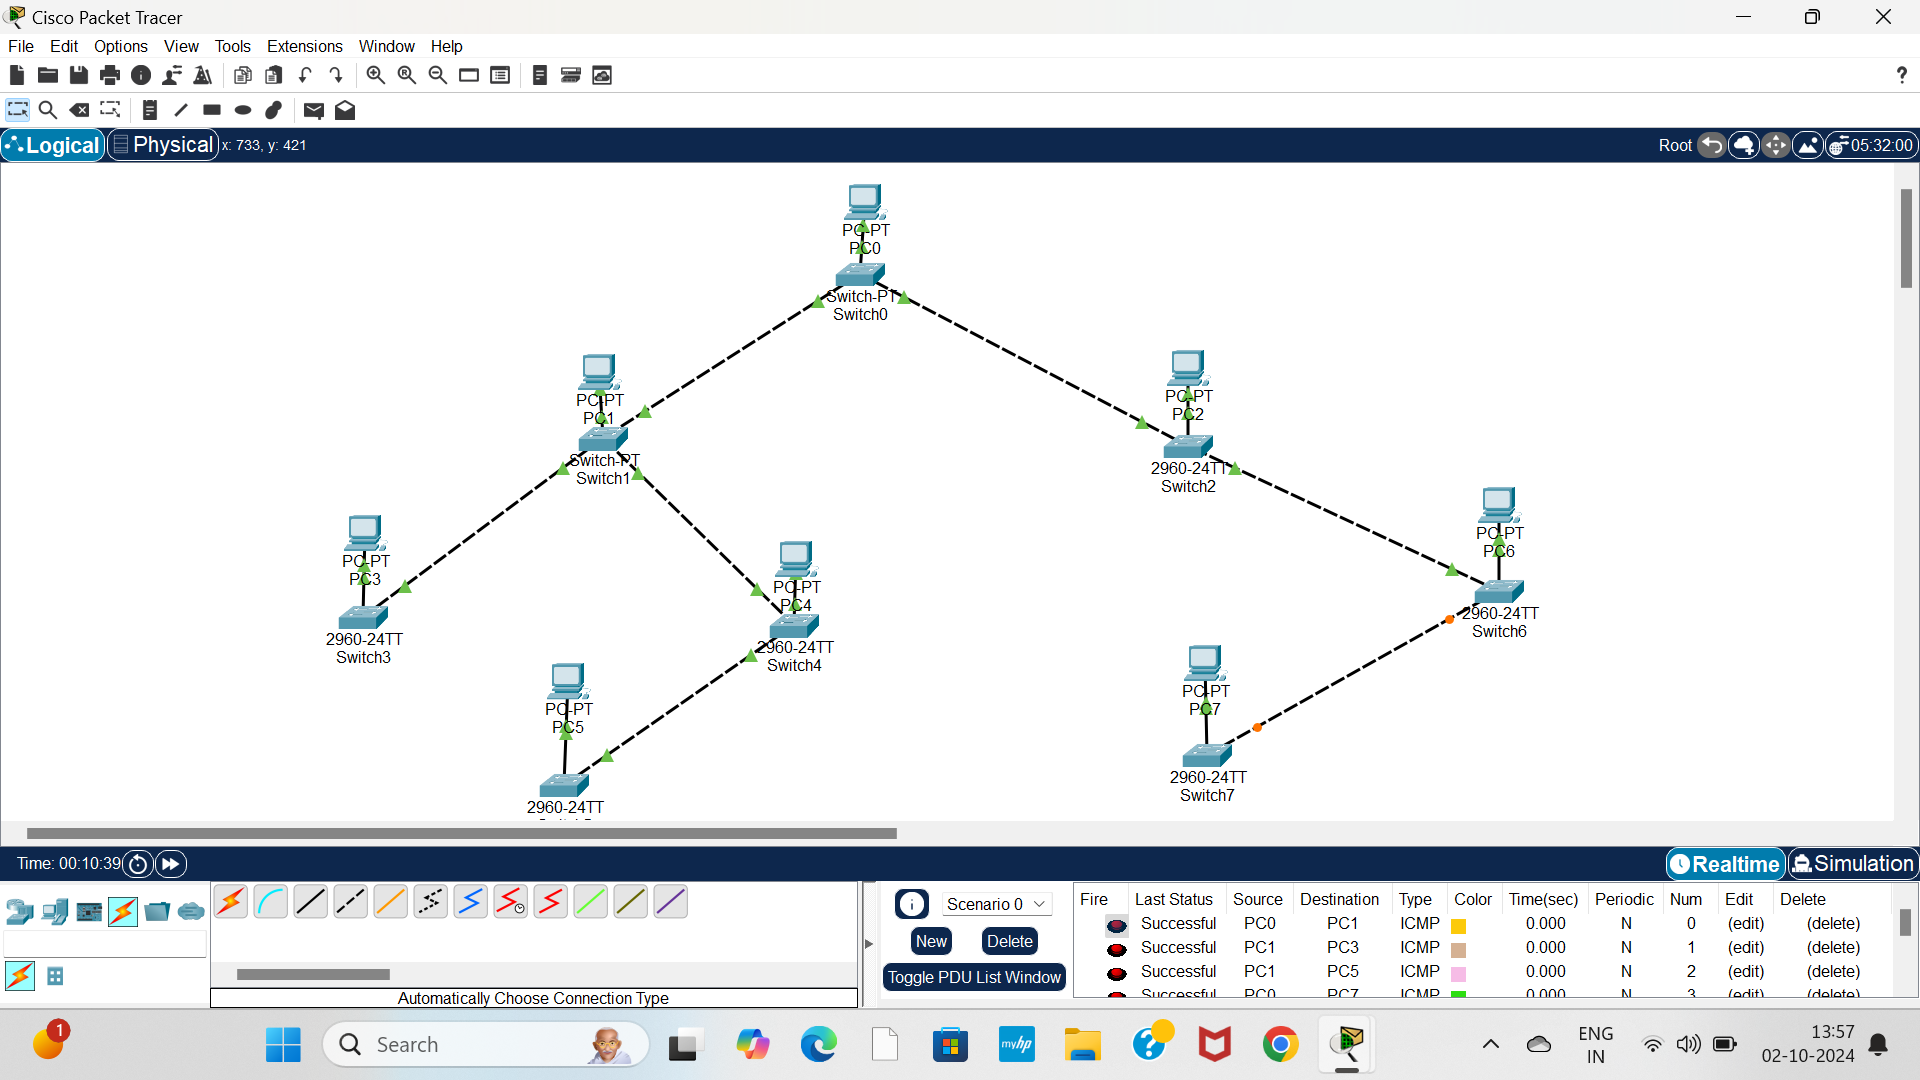 Cisco Packet Tracer
File Edit Options View Tools Extensions Window Help
?
Logical Physical x: 733, y: 421 Root 05:32:00
PC-PT
PC0
Switch-PT
Switch0
PC-PT
PC1
Switch-PT
Switch1
PC-PT
PC2
2960-24TT
Switch2
PC-PT
PC3
2960-24TT
Switch3
PC-PT
PC4
2960-24TT
Switch4
PC-PT
PC6
2960-24TT
Switch6
PC-PT
PC5
2960-24TT
PC-PT
PC7
2960-24TT
Switch7
Time: 00:10:39 Realtime Simulation
Automatically Choose Connection Type
Scenario 0
New Delete
Toggle PDU List Window
Fire Last Status Source Destination Type Color Time(sec) Periodic Num Edit Delete
Successful PC0 PC1 ICMP 0.000 N 0 (edit) (delete)
Successful PC1 PC3 ICMP 0.000 N 1 (edit) (delete)
Successful PC1 PC5 ICMP 0.000 N 2 (edit) (delete)
Successful PC0 PC7 ICMP 0.000 N 3 (edit) (delete)
1
Search
myhp
ENG
IN
13:57
02-10-2024